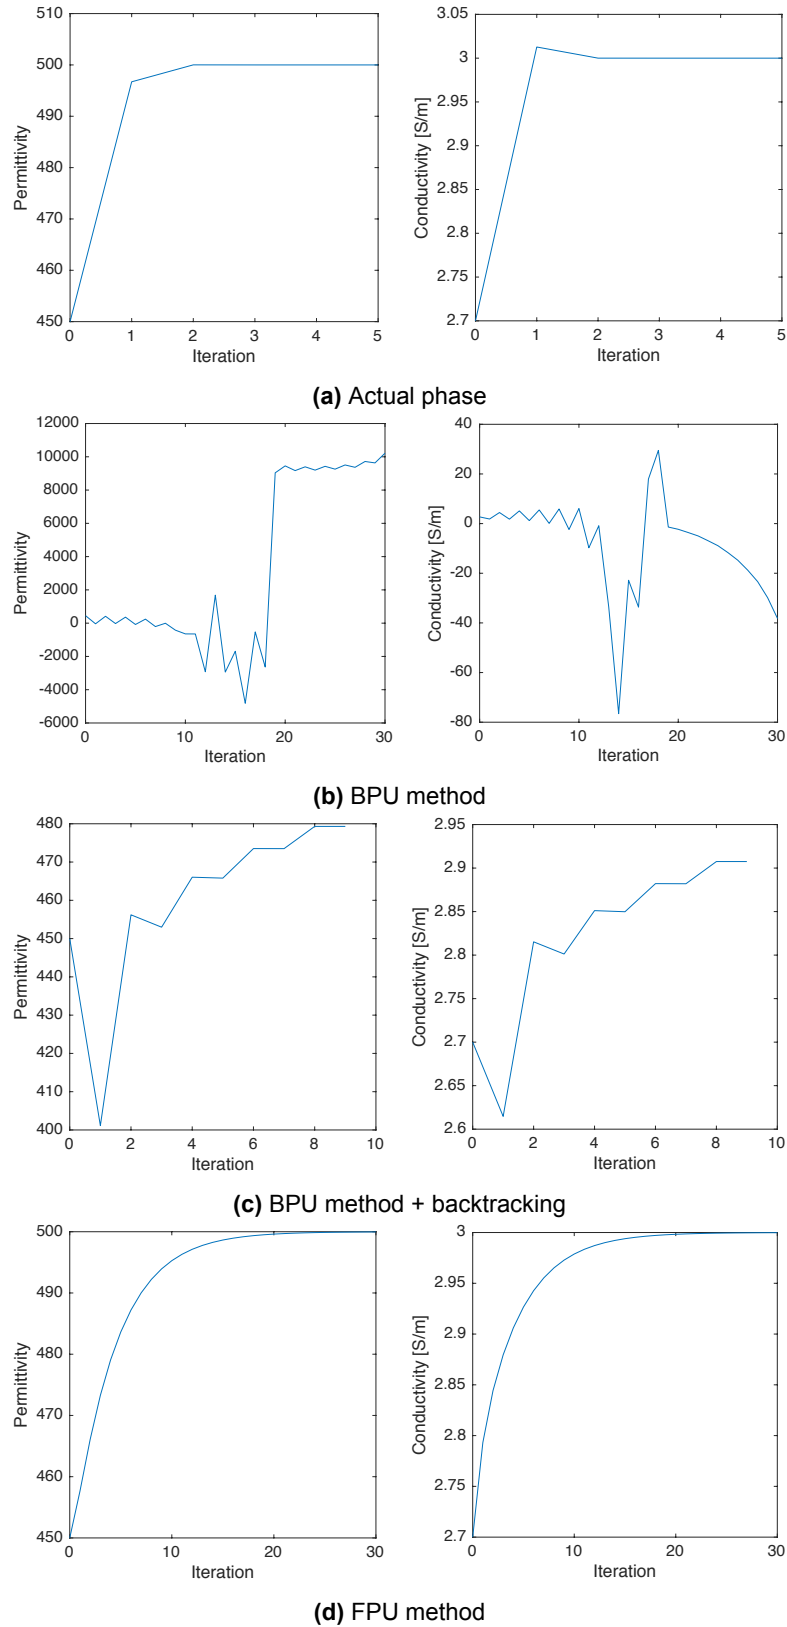 510
500
490
480
470
460
450
0 1 2 3 4 5
Permittivity
Iteration
3.05
3
2.95
2.9
2.85
2.8
2.75
2.7
0 1 2 3 4 5
Conductivity [S/m]
Iteration
(a) Actual phase
12000
10000
8000
6000
4000
2000
0
-2000
-4000
-6000
0 10 20 30
Permittivity
Iteration
40
20
0
-20
-40
-60
-80
0 10 20 30
Conductivity [S/m]
Iteration
(b) BPU method
480
470
460
450
440
430
420
410
400
0 2 4 6 8 10
Permittivity
Iteration
2.95
2.9
2.85
2.8
2.75
2.7
2.65
2.6
0 2 4 6 8 10
Conductivity [S/m]
Iteration
(c) BPU method + backtracking
500
490
480
470
460
450
0 10 20 30
Permittivity
Iteration
3
2.95
2.9
2.85
2.8
2.75
2.7
0 10 20 30
Conductivity [S/m]
Iteration
(d) FPU method